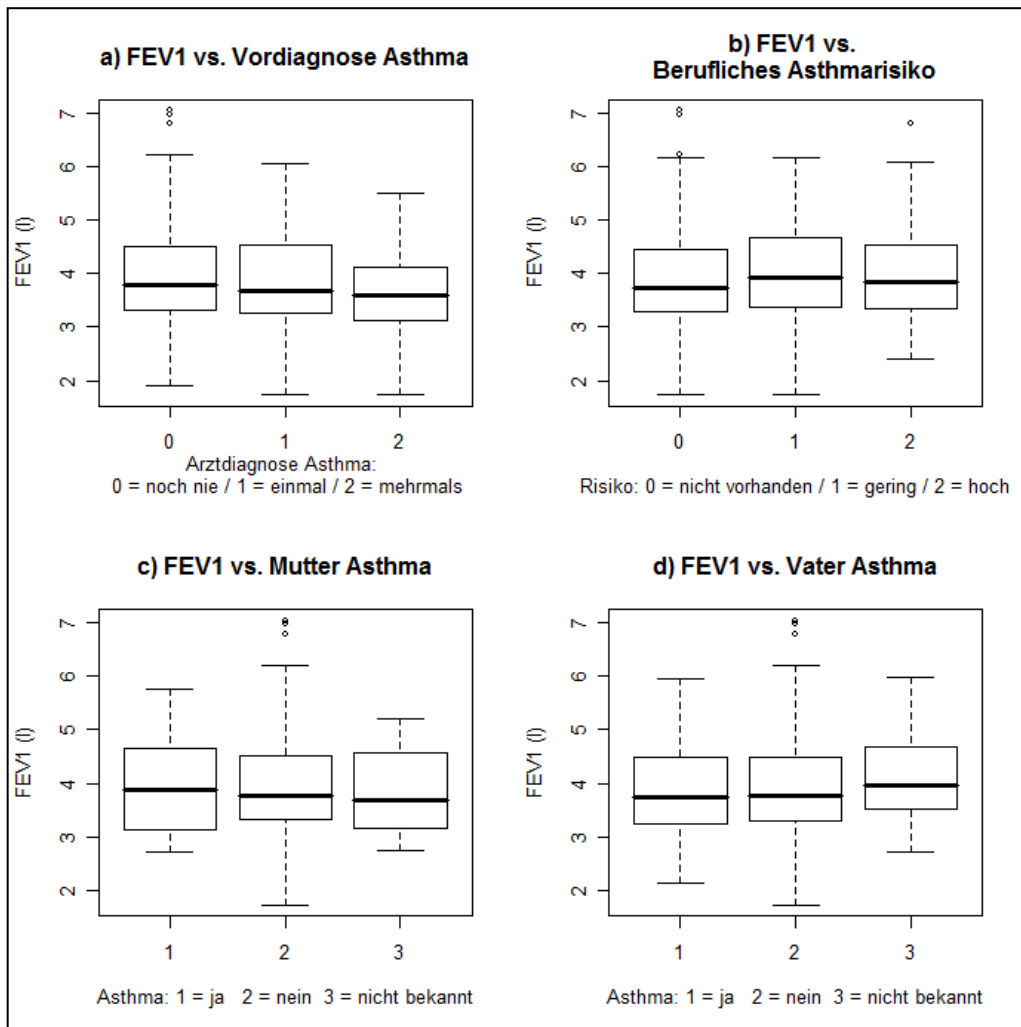 a) FEV1 vs. Vordiagnose Asthma
FEV1 (l)
7
6
5
4
3
2
0 1 2
Arztdiagnose Asthma:
0 = noch nie / 1 = einmal / 2 = mehrmals
b) FEV1 vs.
Berufliches Asthmarisiko
FEV1 (l)
7
6
5
4
3
2
0 1 2
Risiko: 0 = nicht vorhanden / 1 = gering / 2 = hoch
c) FEV1 vs. Mutter Asthma
FEV1 (l)
7
6
5
4
3
2
1 2 3
Asthma: 1 = ja 2 = nein 3 = nicht bekannt
d) FEV1 vs. Vater Asthma
FEV1 (l)
7
6
5
4
3
2
1 2 3
Asthma: 1 = ja 2 = nein 3 = nicht bekannt